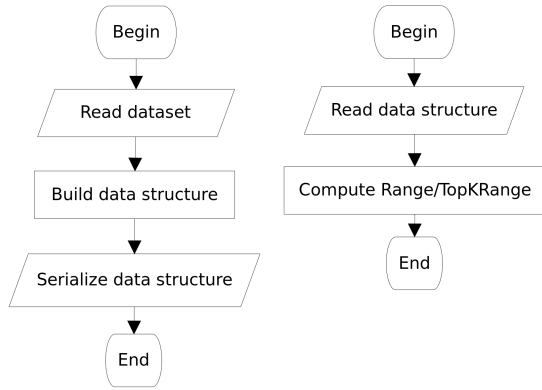 Begin
Read dataset
Build data structure
Serialize data structure
End
Begin
Read data structure
Compute Range/TopKRange
End